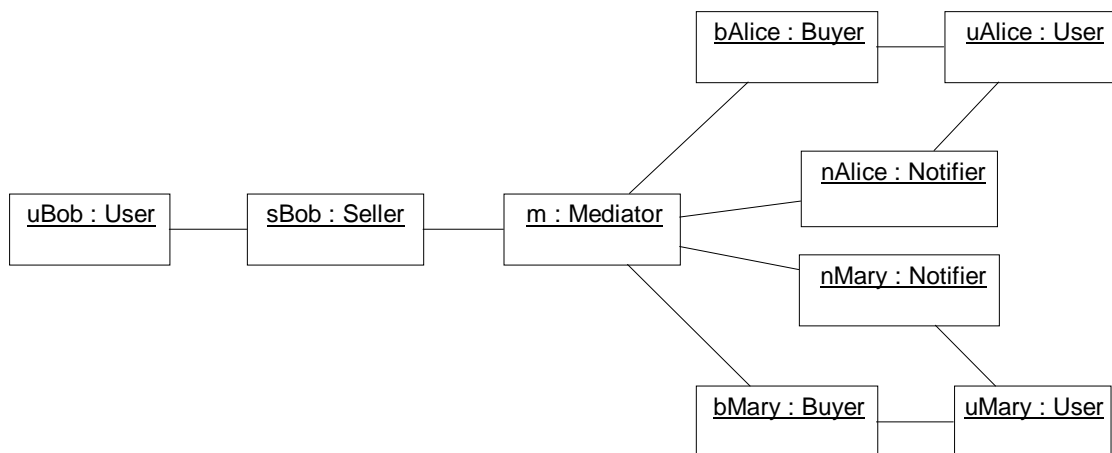 bAlice : Buyer
uAlice : User
nAlice : Notifier
uBob : User
sBob : Seller
m : Mediator
nMary : Notifier
bMary : Buyer
uMary : User